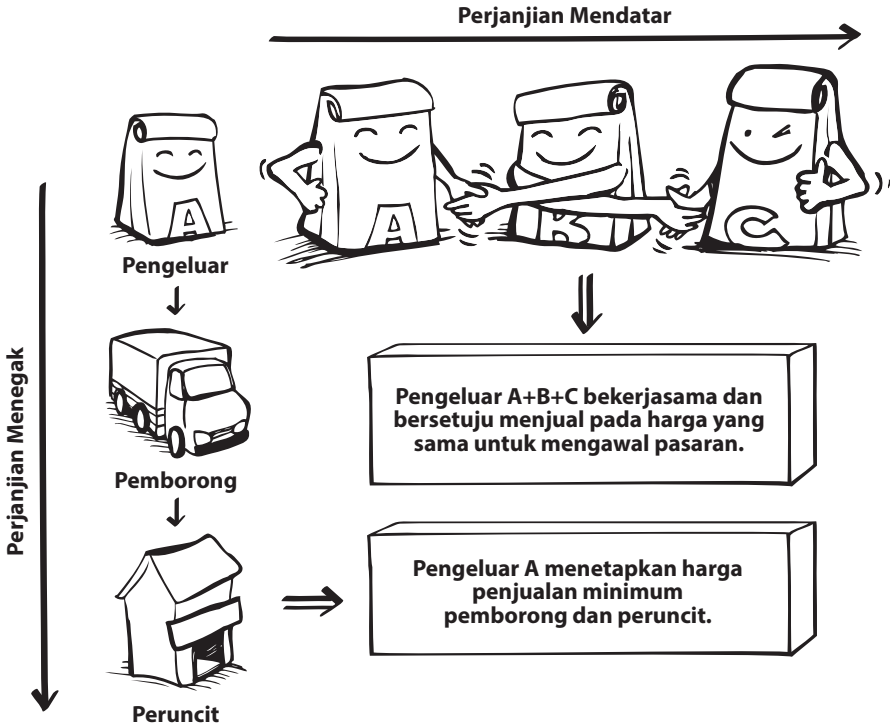 Perjanjian Mendatar
A
A
B
C
Pengeluar
Perjanjian Menegak
Pengeluar A+B+C bekerjasama dan
bersetuju menjual pada harga yang
sama untuk mengawal pasaran.
Pemborong
Pengeluar A menetapkan harga
penjualan minimum
pemborong dan peruncit.
Peruncit